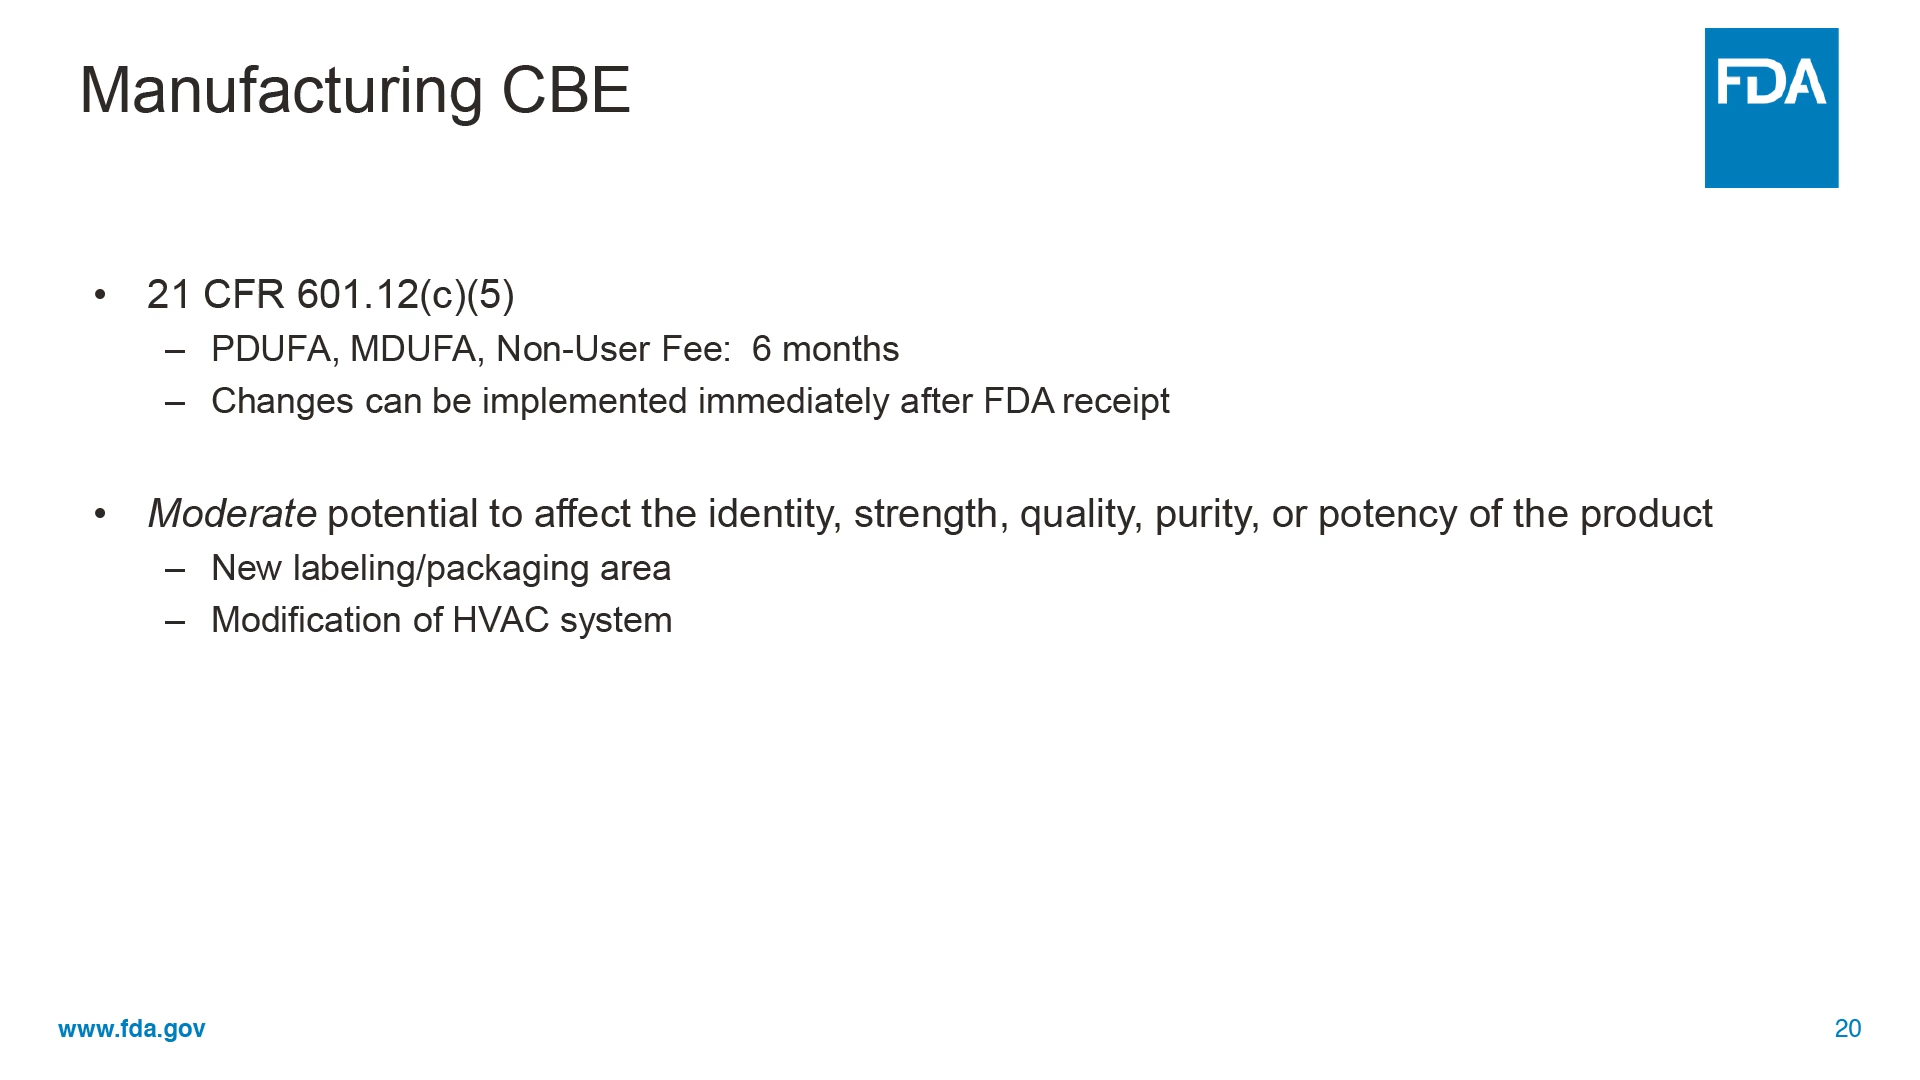 Manufacturing CBE
FDA
• 21 CFR 601.12(c)(5)
– PDUFA, MDUFA, Non-User Fee:  6 months
– Changes can be implemented immediately after FDA receipt
• Moderate potential to affect the identity, strength, quality, purity, or potency of the product
– New labeling/packaging area
– Modification of HVAC system
www.fda.gov
20